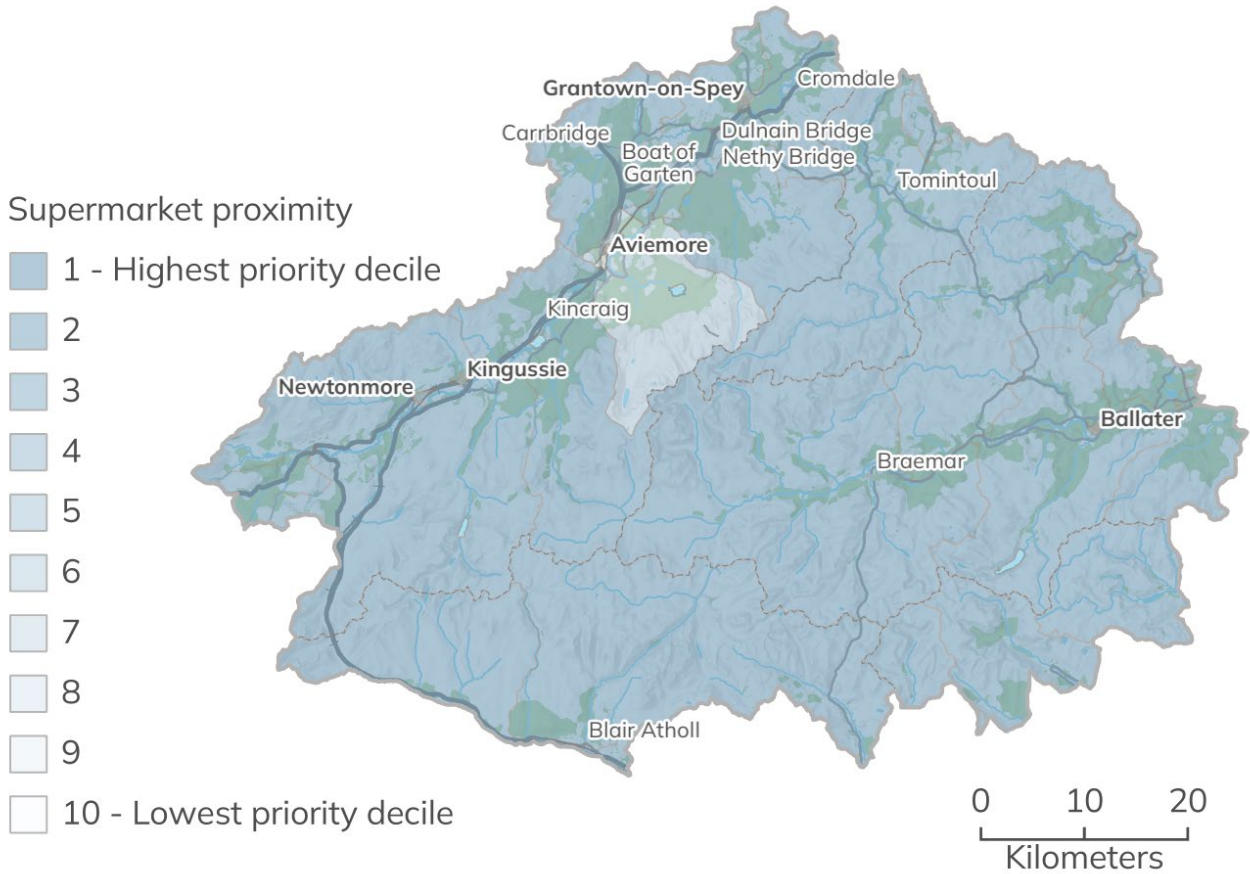 Supermarket proximity
1 - Highest priority decile
2
3
4
5
6
7
8
9
10 - Lowest priority decile
Grantown-on-Spey
Cromdale
Carrbridge
Boat of
Garten
Dulnain Bridge
Nethy Bridge
Tomintoul
Aviemore
Kincraig
Kingussie
Newtonmore
Ballater
Braemar
Blair Atholl
0 10 20
Kilometers